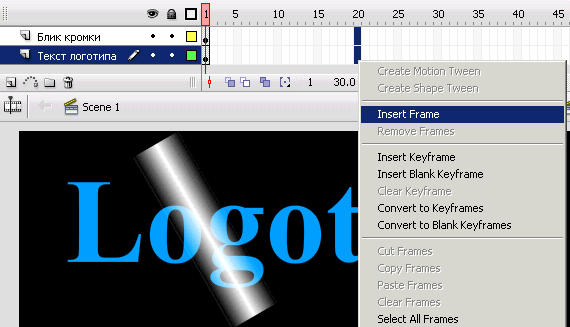 1 5 10 15 20 25 30 35 40 45
Блик кромки
Текст логотипа
1 30.0
Scene 1
Logot
Create Motion Tween
Create Shape Tween
Insert Frame
Remove Frames
Insert Keyframe
Insert Blank Keyframe
Clear Keyframe
Convert to Keyframes
Convert to Blank Keyframes
Cut Frames
Copy Frames
Paste Frames
Clear Frames
Select All Frames